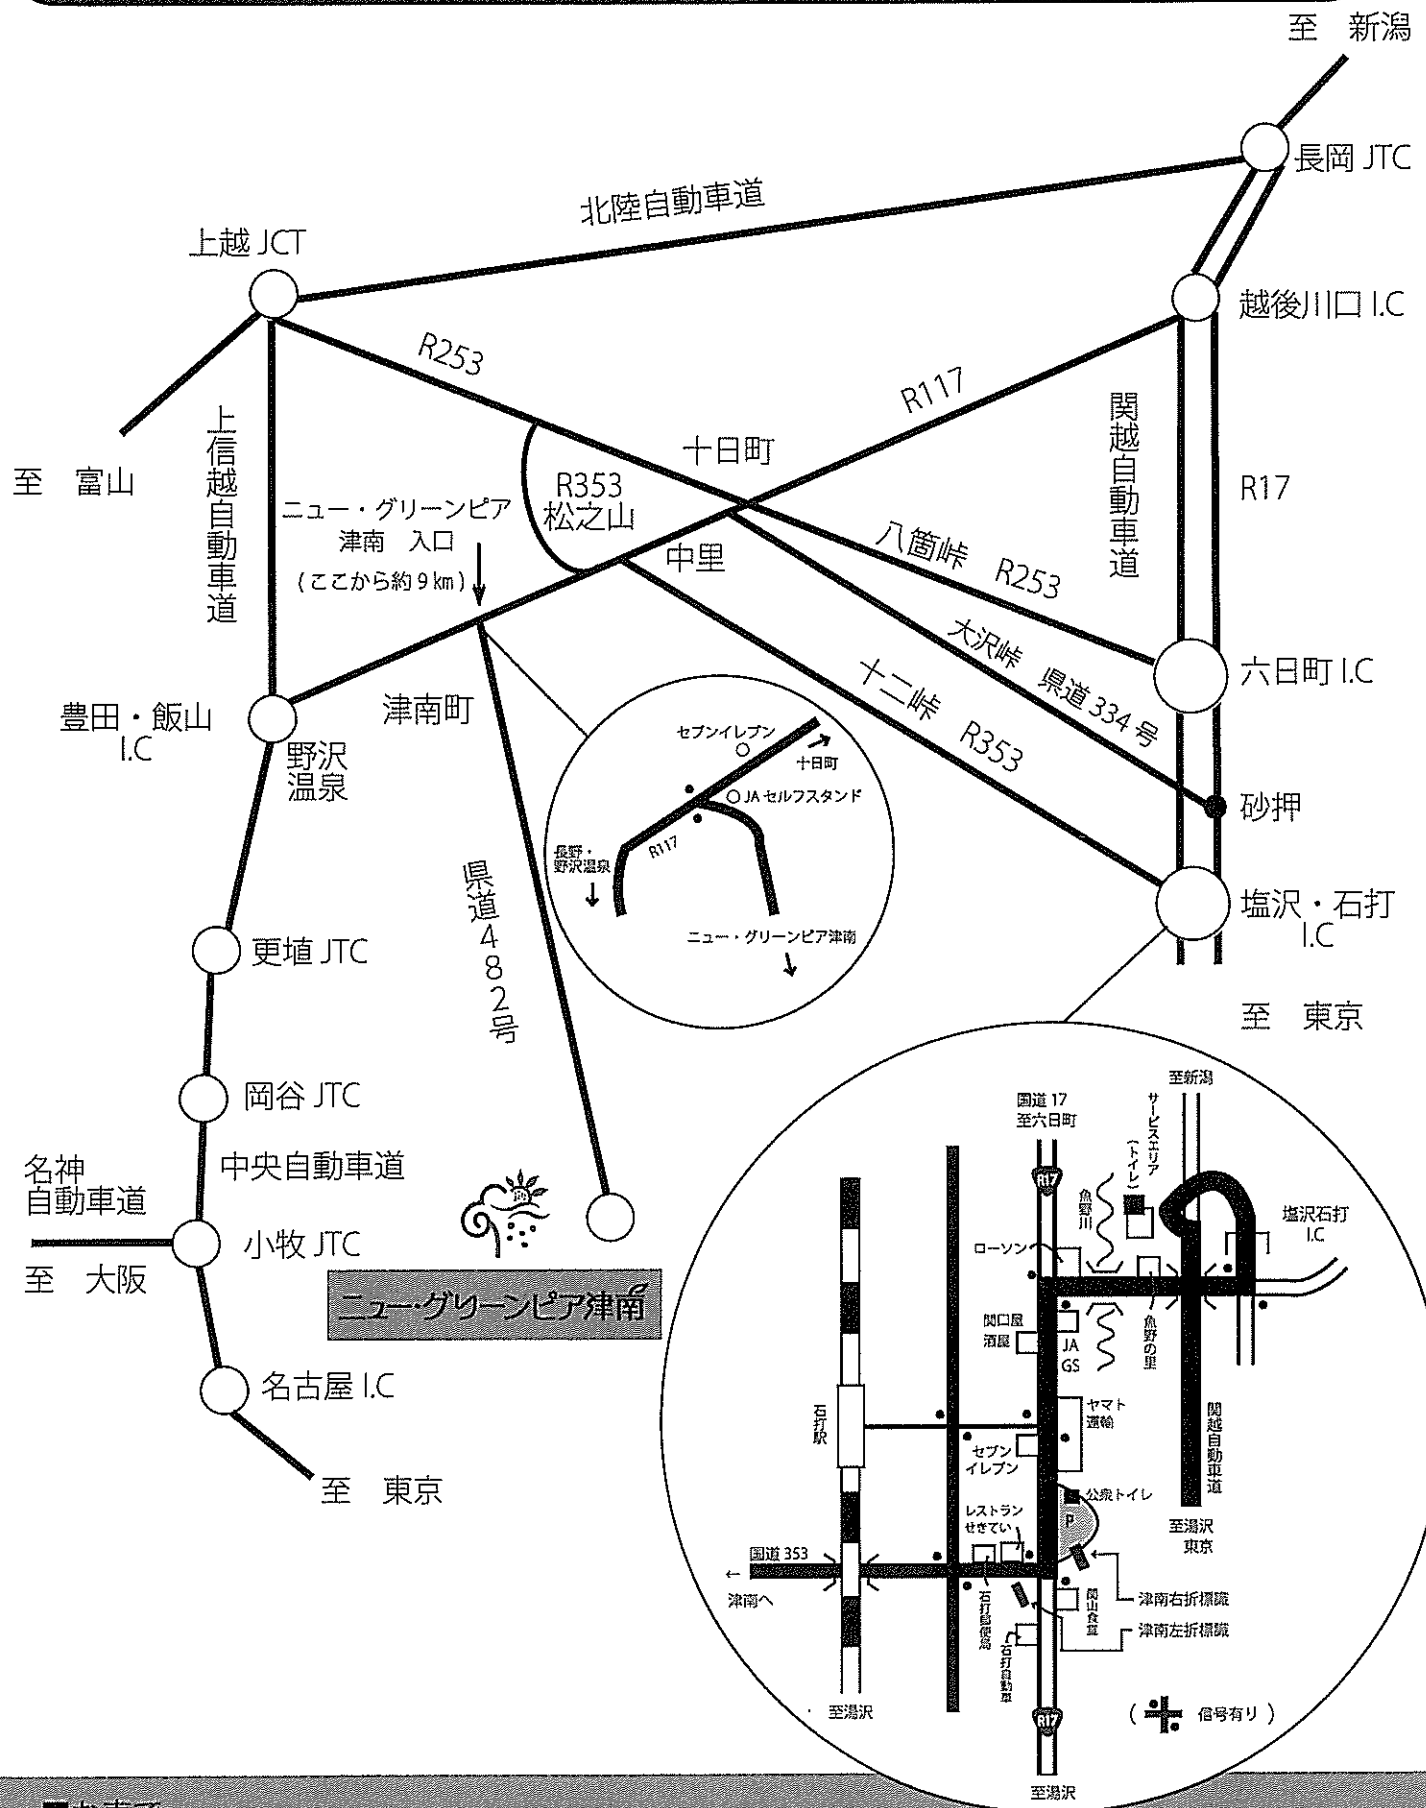 至 新潟
長岡 JTC
北陸自動車道
上越 JCT
越後川口 I.C
R253
R117
上信越自動車道
関越自動車道
十日町
至 富山
R353
松之山
R17
ニュー・グリーンピア
津南 入口
(ここから約9㎞)
中里
八箇峠 R253
大沢峠 県道334号
十二峠 R353
六日町 I.C
豊田・飯山
I.C
津南町
野沢
温泉
砂押
セブンイレブン
十日町
JAセルフスタンド
R117
長野・
野沢温泉
ニュー・グリーンピア津南
県道482号
塩沢・石打
I.C
更埴 JTC
至 東京
岡谷 JTC
中央自動車道
名神
自動車道
小牧 JTC
至 大阪
ニュー・グリーンピア津南
名古屋 I.C
至 東京
至新潟
国道17
至六日町
サービスエリア
(トイレ)
R17
魚野川
塩沢石打
I.C
ローソン
関口屋
酒屋
JA
GS
魚野の里
石打駅
ヤマト
運輸
関越自動車道
セブン
イレブン
公衆トイレ
P
レストラン
せきてい
至湯沢
東京
国道353
←
津南へ
石打郵便局
関山食堂
津南右折標識
津南左折標識
石打自動車
至湯沢
R17
( 信号有り )
至湯沢
■お車で